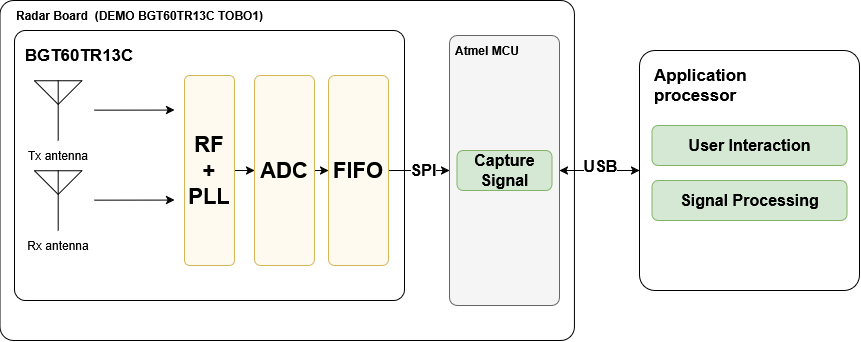 Radar Board (DEMO BGT60TR13C TOBO1)
BGT60TR13C
Tx antenna
Rx antenna
RF
+
PLL
ADC
FIFO
SPI
Atmel MCU
Capture
Signal
USB
Application
processor
User Interaction
Signal Processing